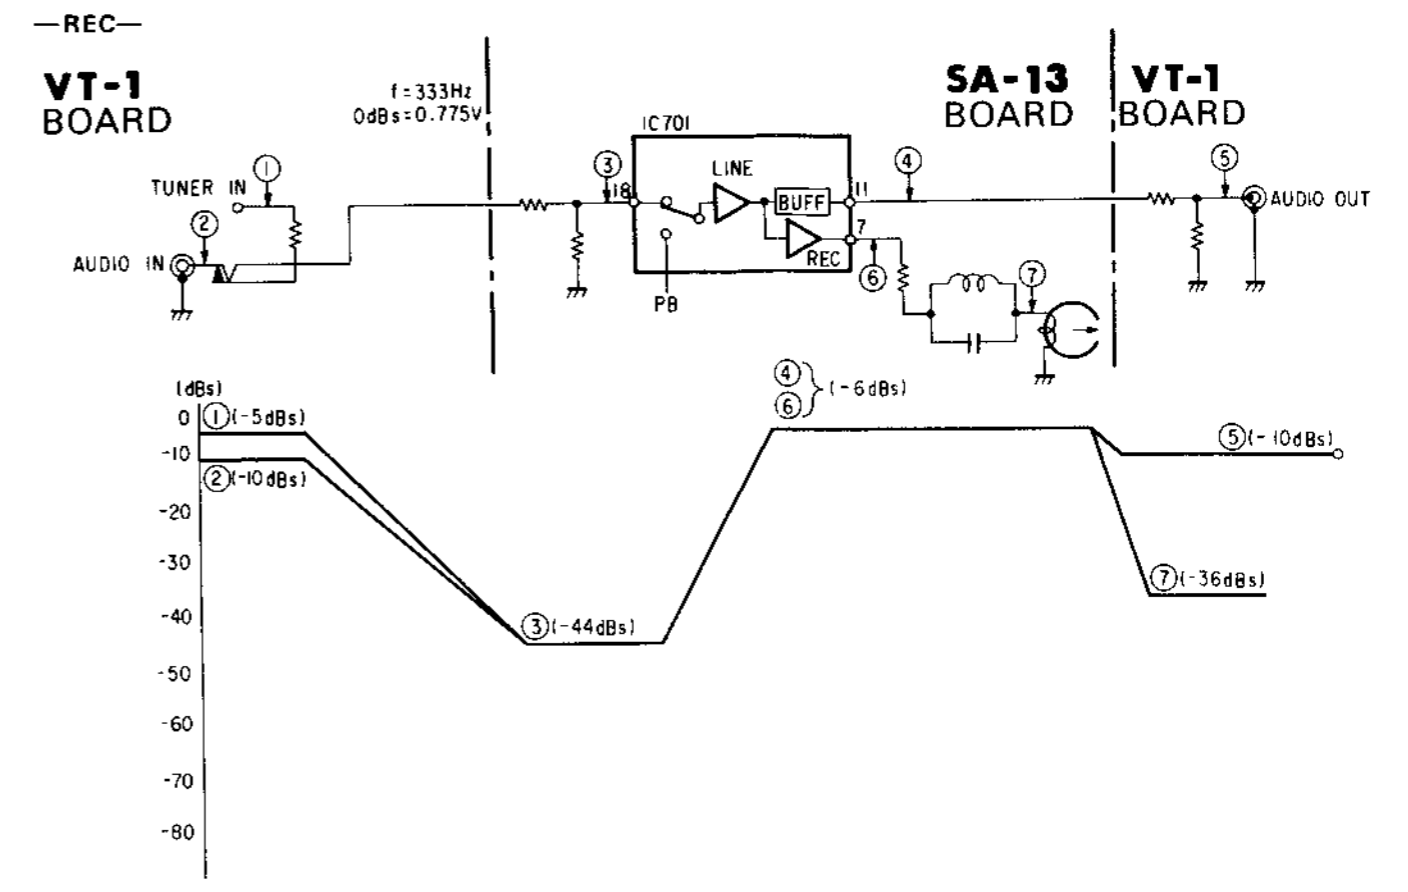 —REC—
VT-1
BOARD
f=333Hz
0dBs=0.775V
SA-13
BOARD
VT-1
BOARD
IC701
1
TUNER IN
2
AUDIO IN
3
18
LINE
BUFF
11
4
5
AUDIO OUT
7
REC
6
PB
7
(dBs)
0
-10
-20
-30
-40
-50
-60
-70
-80
1 (-5dBs)
2 (-10dBs)
3 (-44dBs)
4
6
(-6dBs)
5 (-10dBs)
7 (-36dBs)